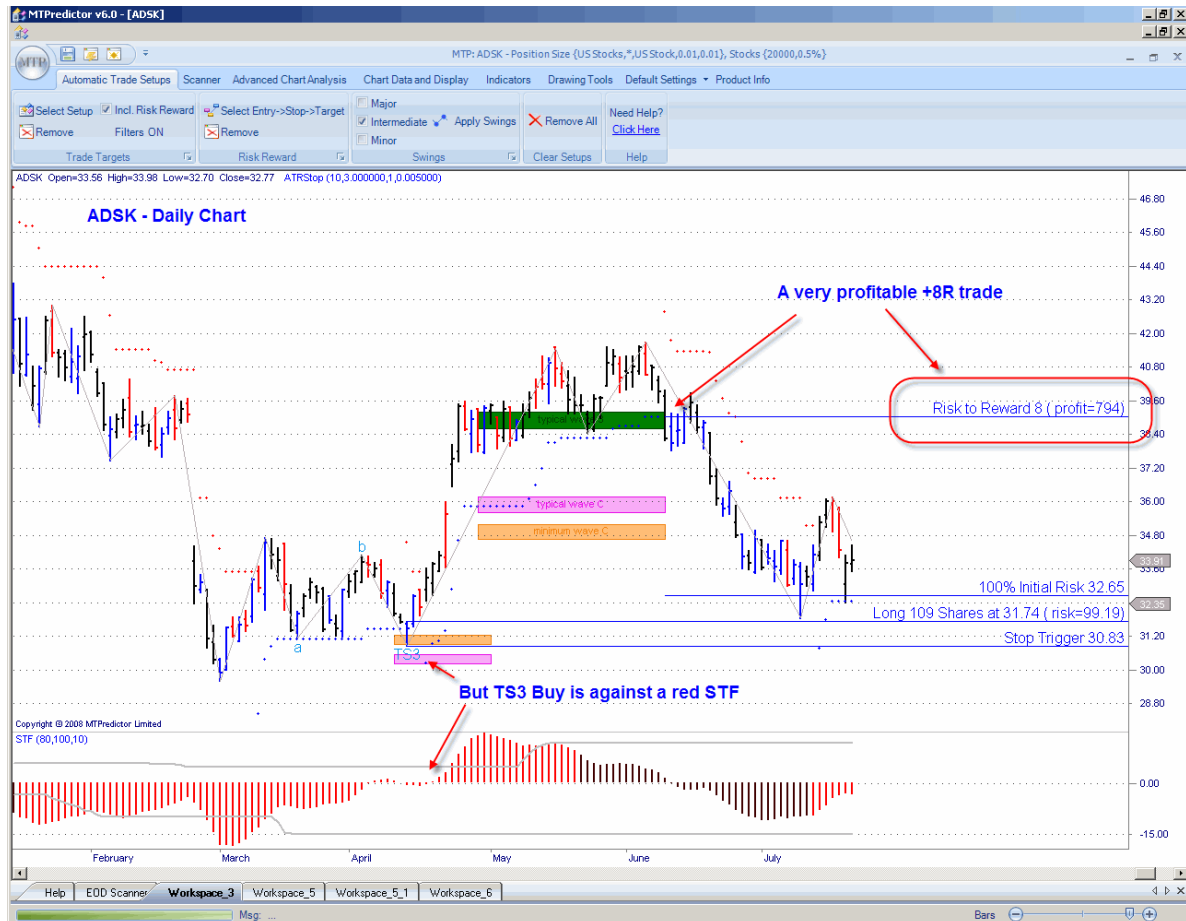 MTPredictor v6.0 - [ADSK]
MTP
MTP: ADSK - Position Size {US Stocks,*,US Stock,0.01,0.01}, Stocks {20000,0.5%}
Automatic Trade Setups Scanner Advanced Chart Analysis Chart Data and Display Indicators Drawing Tools Default Settings Product Info
Select Setup Incl. Risk Reward
Remove Filters ON
Trade Targets
Select Entry->Stop->Target
Remove
Risk Reward
Major
Intermediate Apply Swings
Minor
Swings
Remove All
Clear Setups
Need Help?
Click Here
Help
ADSK Open=33.56 High=33.98 Low=32.70 Close=32.77 ATRStop (10,3.000000,1,0.005000)
ADSK - Daily Chart
46.80
45.60
44.40
43.20
A very profitable +8R trade
42.00
40.80
39.60
Risk to Reward 8 ( profit=794)
38.40
37.20
36.00
typical wave C
minimum wave C
34.80
b
33.91
33.60
100% Initial Risk 32.65
32.35
Long 109 Shares at 31.74 ( risk=99.19)
31.20
a
TS3
Stop Trigger 30.83
30.00
But TS3 Buy is against a red STF
28.80
Copyright © 2008 MTPredictor Limited
STF (80,100,10)
0.00
-15.00
February March April May June July
Help EOD Scanner Workspace_3 Workspace_5 Workspace_5_1 Workspace_6
Msg: ...
Bars